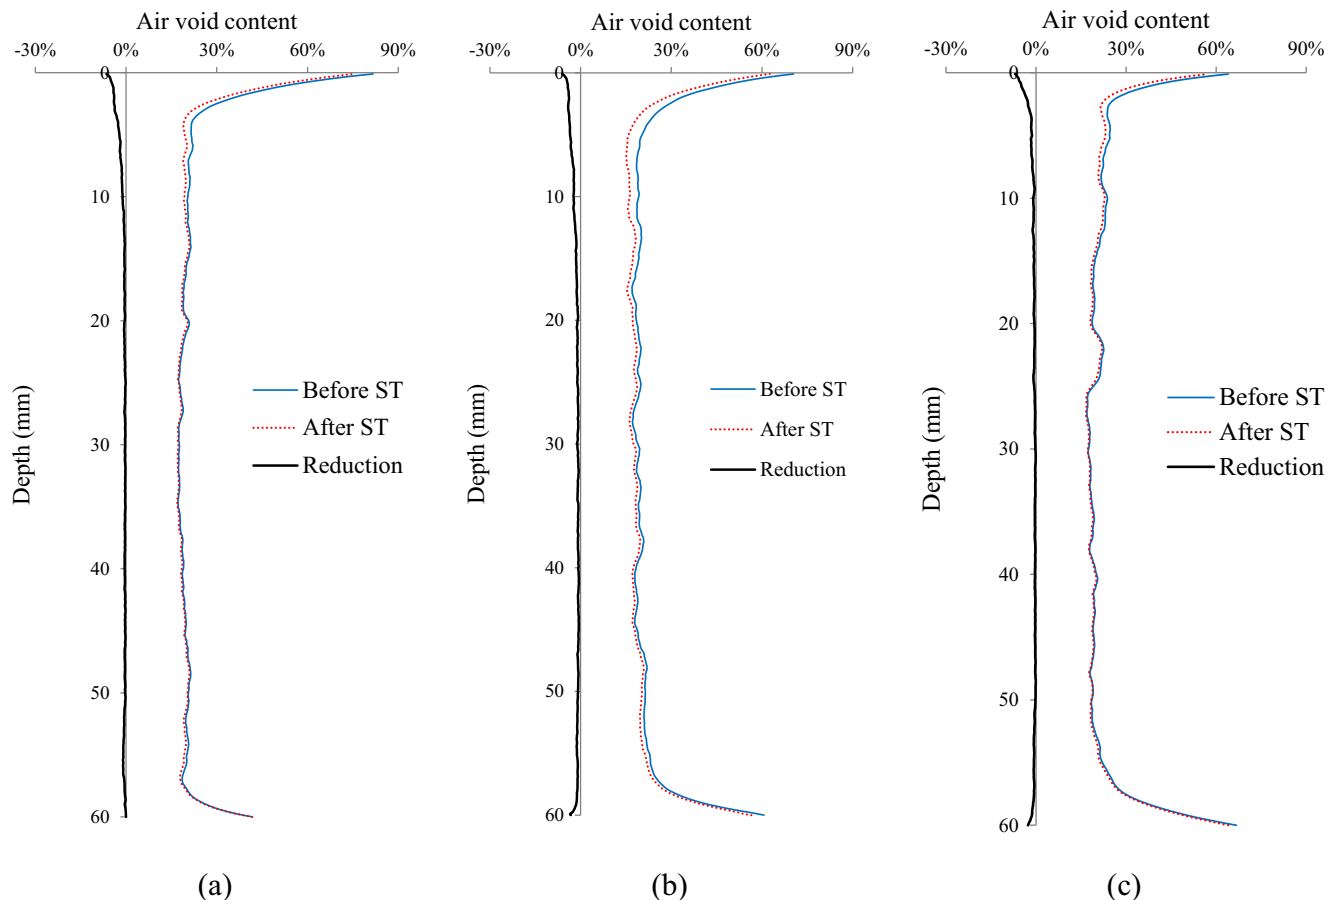 Air void content
-30% 0% 30% 60% 90%
0
10
20
30
40
50
60
Depth (mm)
Before ST
After ST
Reduction
(a)
Air void content
-30% 0% 30% 60% 90%
0
10
20
30
40
50
60
Depth (mm)
Before ST
After ST
Reduction
(b)
Air void content
-30% 0% 30% 60% 90%
0
10
20
30
40
50
60
Depth (mm)
Before ST
After ST
Reduction
(c)